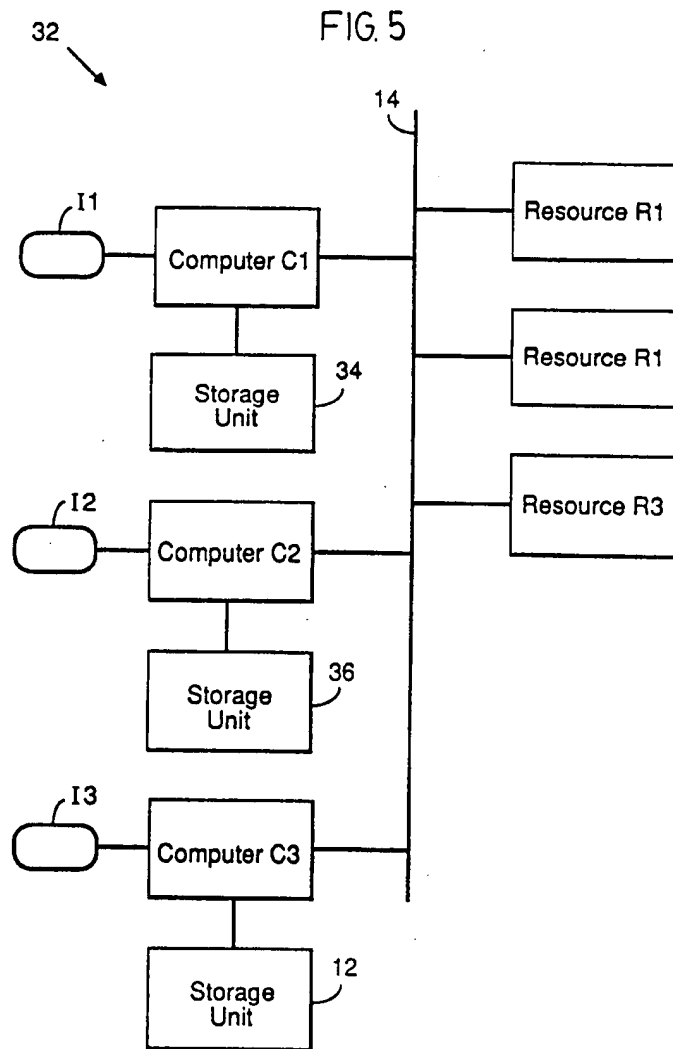 FIG. 5
32
14
I1
Computer C1
Resource R1
34
Storage
Unit
Resource R1
I2
Computer C2
Resource R3
36
Storage
Unit
I3
Computer C3
12
Storage
Unit